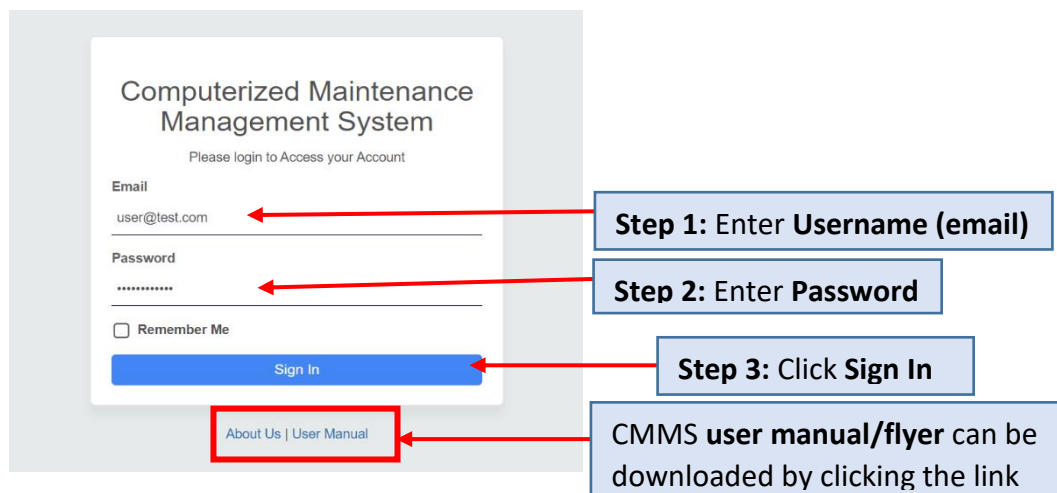 Computerized Maintenance
Management System
Please login to Access your Account
Email
user@test.com
Step 1: Enter Username (email)
Password
••••••••••••
Step 2: Enter Password
Remember Me
Sign In
Step 3: Click Sign In
About Us | User Manual
CMMS user manual/flyer can be
downloaded by clicking the link